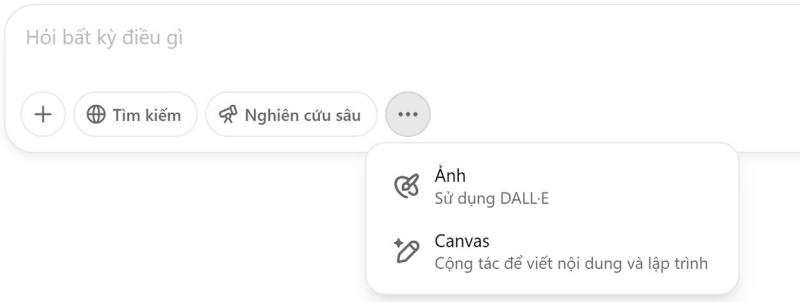 Hỏi bất kỳ điều gì
Tìm kiếm
Nghiên cứu sâu
Ảnh
Sử dụng DALL·E
Canvas
Cộng tác để viết nội dung và lập trình